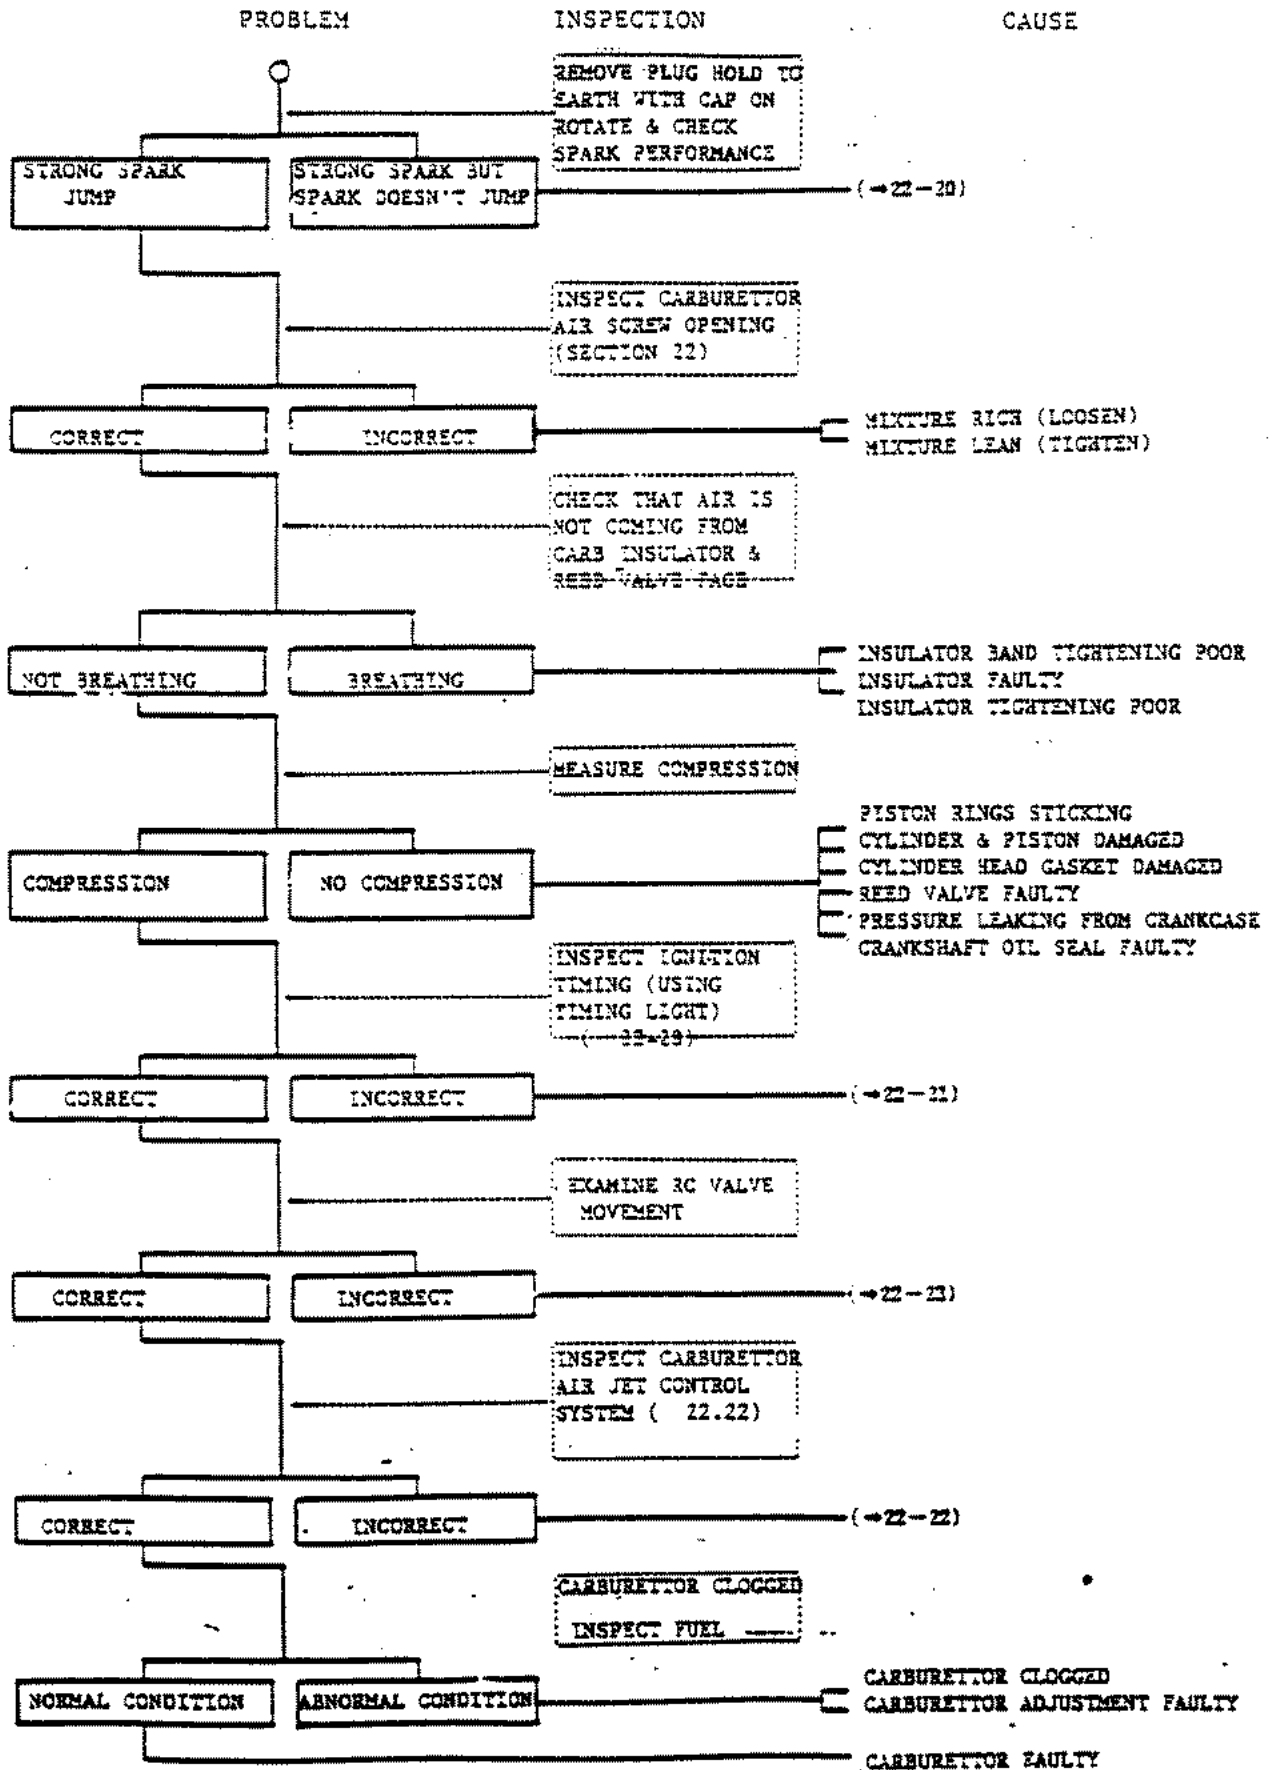 PROBLEM INSPECTION CAUSE
REMOVE PLUG HOLD TO
EARTH WITH CAP ON
ROTATE & CHECK
SPARK PERFORMANCE
STRONG SPARK
JUMP
STRONG SPARK BUT
SPARK DOESN'T JUMP
(→22-20)
INSPECT CARBURETTOR
AIR SCREW OPENING
(SECTION 22)
CORRECT
INCORRECT
MIXTURE RICH (LOOSEN)
MIXTURE LEAN (TIGHTEN)
CHECK THAT AIR IS
NOT COMING FROM
CARB INSULATOR &
REED VALVE FACE
NOT BREATHING
BREATHING
INSULATOR BAND TIGHTENING POOR
INSULATOR FAULTY
INSULATOR TIGHTENING POOR
MEASURE COMPRESSION
COMPRESSION
NO COMPRESSION
PISTON RINGS STICKING
CYLINDER & PISTON DAMAGED
CYLINDER HEAD GASKET DAMAGED
REED VALVE FAULTY
PRESSURE LEAKING FROM CRANKCASE
CRANKSHAFT OIL SEAL FAULTY
INSPECT IGNITION
TIMING (USING
TIMING LIGHT)
CORRECT
INCORRECT
(→22-21)
EXAMINE RC VALVE
MOVEMENT
CORRECT
INCORRECT
(→22-23)
INSPECT CARBURETTOR
AIR JET CONTROL
SYSTEM ( 22.22)
CORRECT
INCORRECT
(→22-22)
CARBURETTOR CLOGGED
INSPECT FUEL
NORMAL CONDITION
ABNORMAL CONDITION
CARBURETTOR CLOGGED
CARBURETTOR ADJUSTMENT FAULTY
CARBURETTOR FAULTY